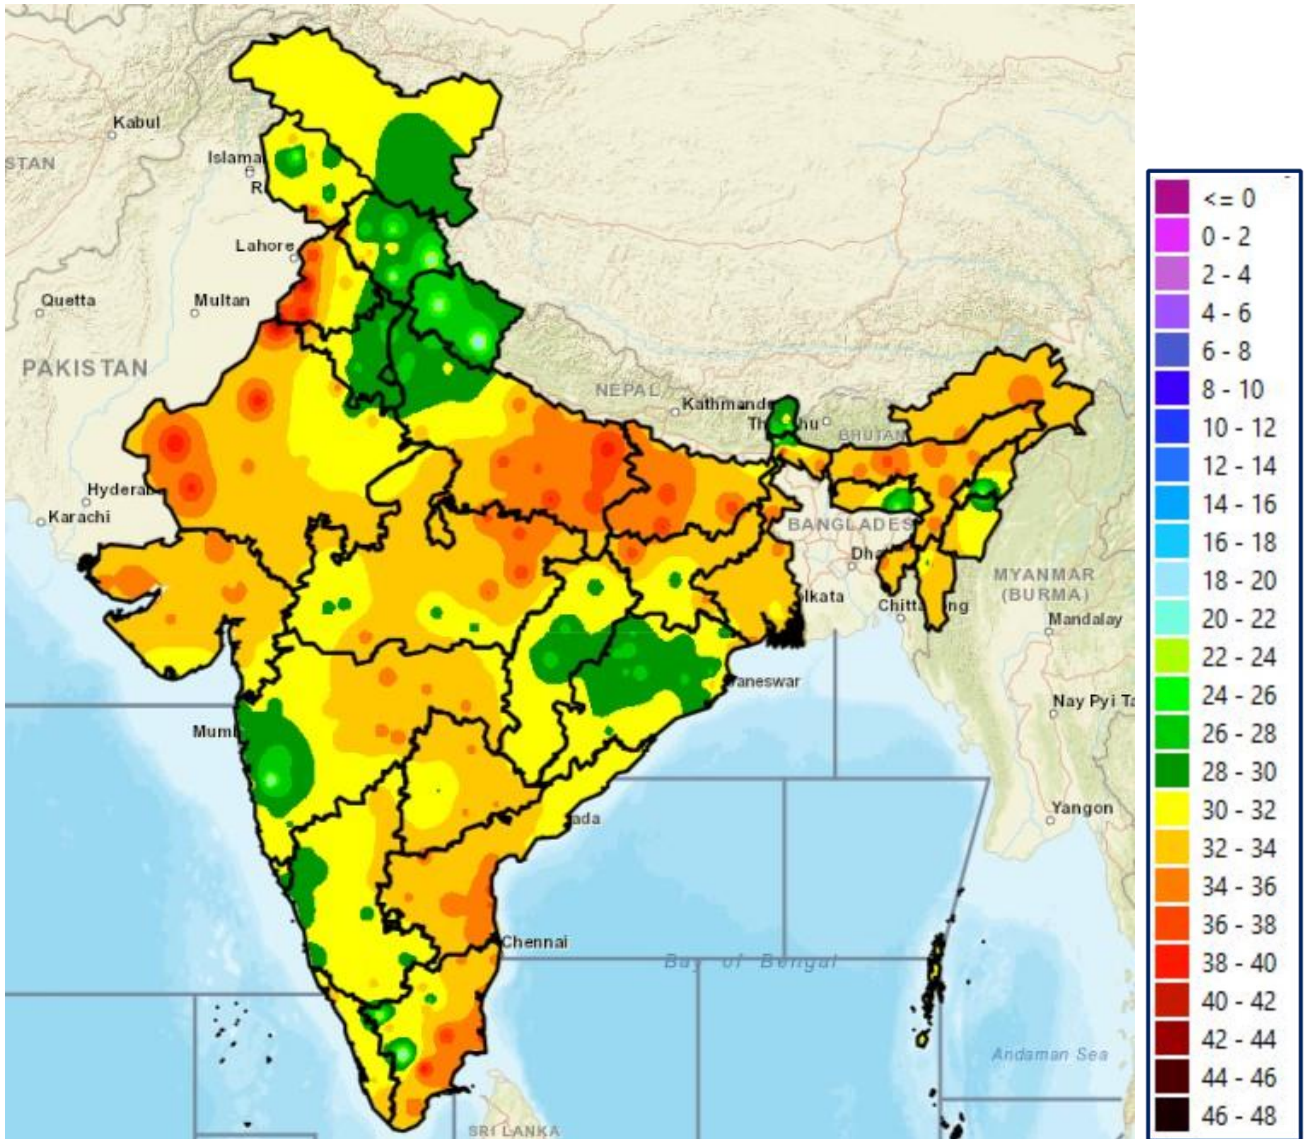 Kabul
STAN
Islama
R
Lahore
Quetta
Multan
PAKISTAN
NEPAL
Kathmand
Th
hu
BHUTAN
Hyderab
Karachi
BANGLADES
Dha
MYANMAR
(BURMA)
lkata
Chitta
ng
Mandalay
aneswar
Nay Pyi Ta
Mumb
Yangon
ada
Chennai
Bay of Bengal
Andaman Sea
SRI LANKA
<= 0
0 - 2
2 - 4
4 - 6
6 - 8
8 - 10
10 - 12
12 - 14
14 - 16
16 - 18
18 - 20
20 - 22
22 - 24
24 - 26
26 - 28
28 - 30
30 - 32
32 - 34
34 - 36
36 - 38
38 - 40
40 - 42
42 - 44
44 - 46
46 - 48